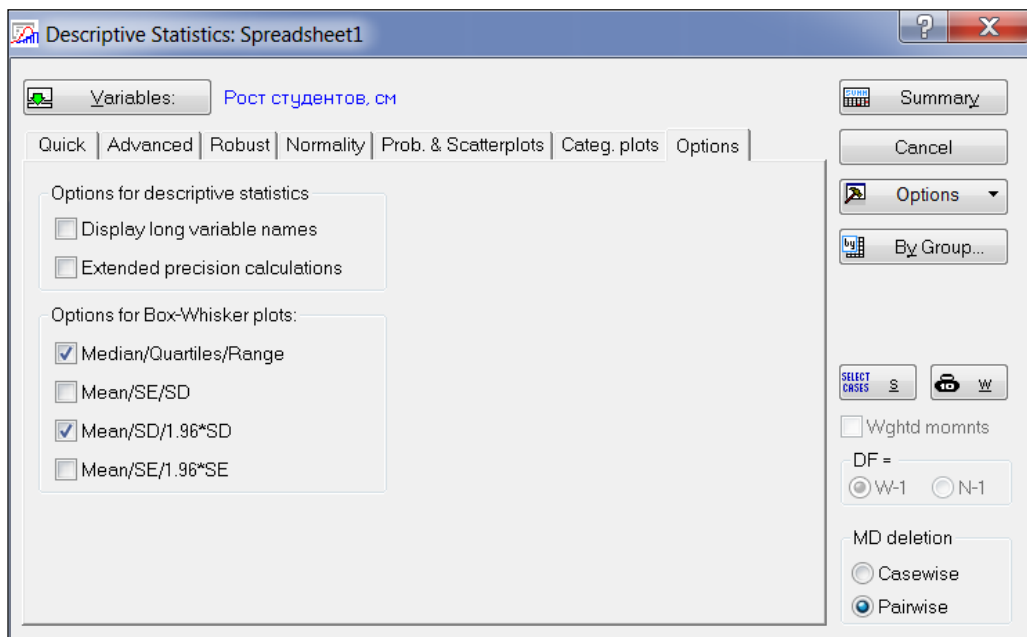 Descriptive Statistics: Spreadsheet1
?
X
Variables:
Рост студентов, см
Quick
Advanced
Robust
Normality
Prob. & Scatterplots
Categ. plots
Options
Options for descriptive statistics
Display long variable names
Extended precision calculations
Options for Box-Whisker plots:
Median/Quartiles/Range
Mean/SE/SD
Mean/SD/1.96*SD
Mean/SE/1.96*SE
SUMM
Summary
Cancel
Options
by
By Group...
SELECT
CASES
S
W
Wghtd momnts
DF =
W-1
N-1
MD deletion
Casewise
Pairwise